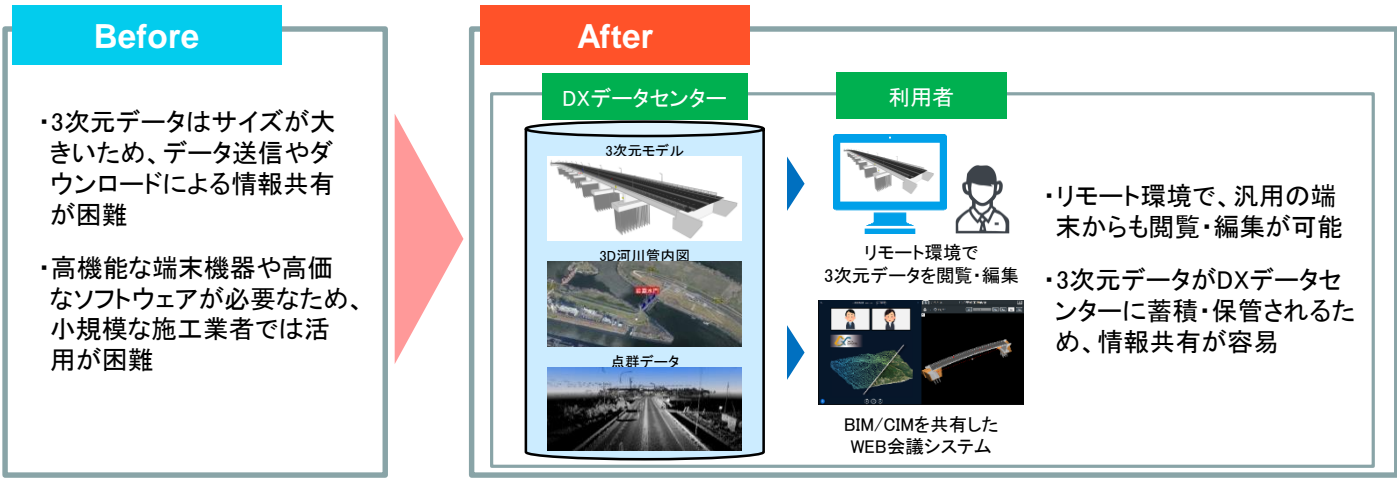 Before
・3次元データはサイズが大
きいため、データ送信やダ
ウンロードによる情報共有
が困難
・高機能な端末機器や高価
なソフトウェアが必要なため、
小規模な施工業者では活
用が困難
After
DXデータセンター
3次元モデル
3D河川管内図
点群データ
利用者
リモート環境で
3次元データを閲覧・編集
BIM/CIMを共有した
WEB会議システム
・リモート環境で、汎用の端
末からも閲覧・編集が可能
・3次元データがDXデータセ
ンターに蓄積・保管されるた
め、情報共有が容易